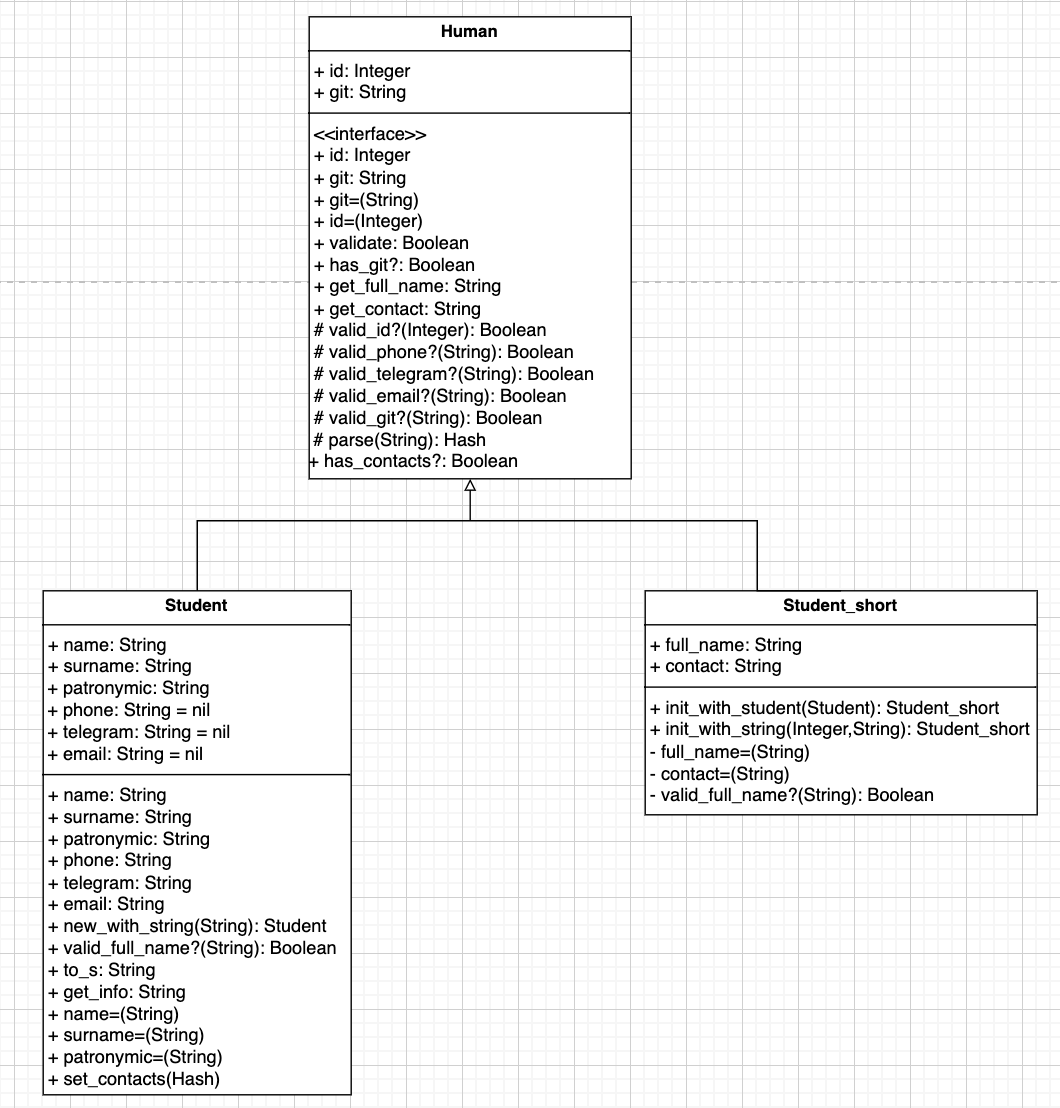 Human
+ id: Integer
+ git: String
<<interface>>
+ id: Integer
+ git: String
+ git=(String)
+ id=(Integer)
+ validate: Boolean
+ has_git?: Boolean
+ get_full_name: String
+ get_contact: String
# valid_id?(Integer): Boolean
# valid_phone?(String): Boolean
# valid_telegram?(String): Boolean
# valid_email?(String): Boolean
# valid_git?(String): Boolean
# parse(String): Hash
+ has_contacts?: Boolean
Student
+ name: String
+ surname: String
+ patronymic: String
+ phone: String = nil
+ telegram: String = nil
+ email: String = nil
+ name: String
+ surname: String
+ patronymic: String
+ phone: String
+ telegram: String
+ email: String
+ new_with_string(String): Student
+ valid_full_name?(String): Boolean
+ to_s: String
+ get_info: String
+ name=(String)
+ surname=(String)
+ patronymic=(String)
+ set_contacts(Hash)
Student_short
+ full_name: String
+ contact: String
+ init_with_student(Student): Student_short
+ init_with_string(Integer,String): Student_short
- full_name=(String)
- contact=(String)
- valid_full_name?(String): Boolean